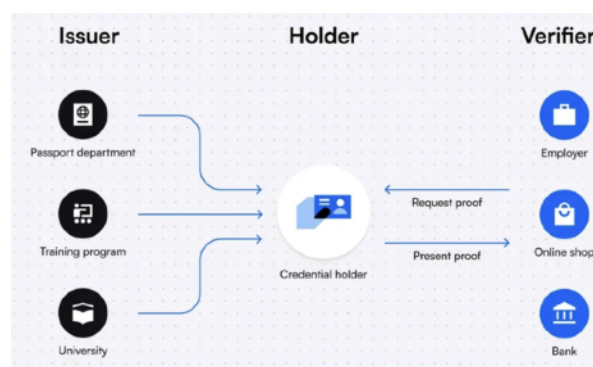 Issuer
Holder
Verifier
Passport department
Training program
University
Credential holder
Request proof
Present proof
Employer
Online shop
Bank